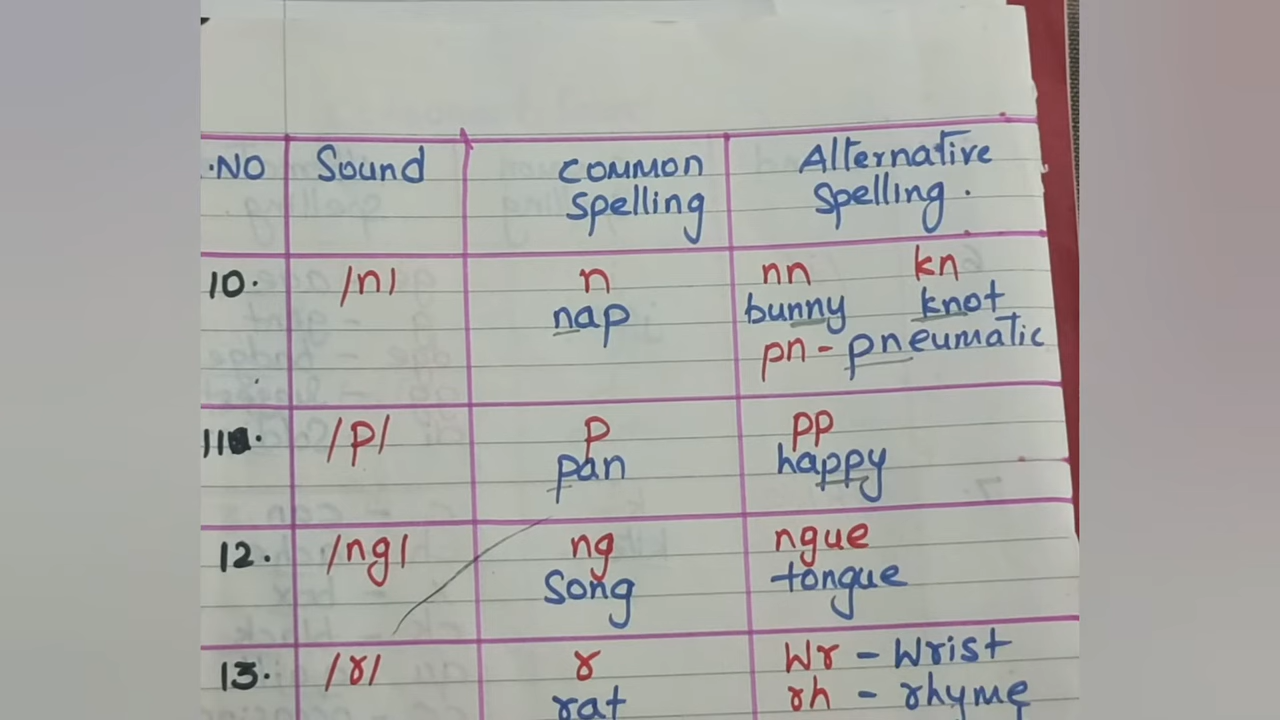 .NO Sound Common Spelling Alternative Spelling.
10. /n/ n nn kn
nap bunny knot
pn - pneumatic
11. /p/ p pp
pan happy
12. /ng/ ng ngue
song tongue
13. /r/ r wr - wrist
rat rh - rhyme